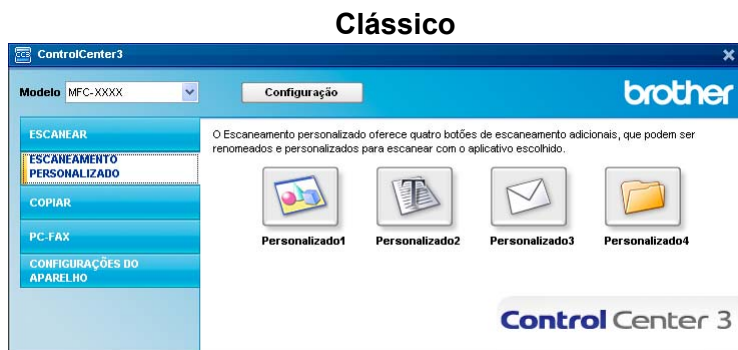 Clássico
ControlCenter3
Modelo MFC-XXXX
Configuração
brother
ESCANEAR
ESCANEAMENTO
PERSONALIZADO
COPIAR
PC-FAX
CONFIGURAÇÕES DO
APARELHO
O Escaneamento personalizado oferece quatro botões de escaneamento adicionais, que podem ser
renomeados e personalizados para escanear com o aplicativo escolhido.
Personalizado1 Personalizado2 Personalizado3 Personalizado4
Control Center 3